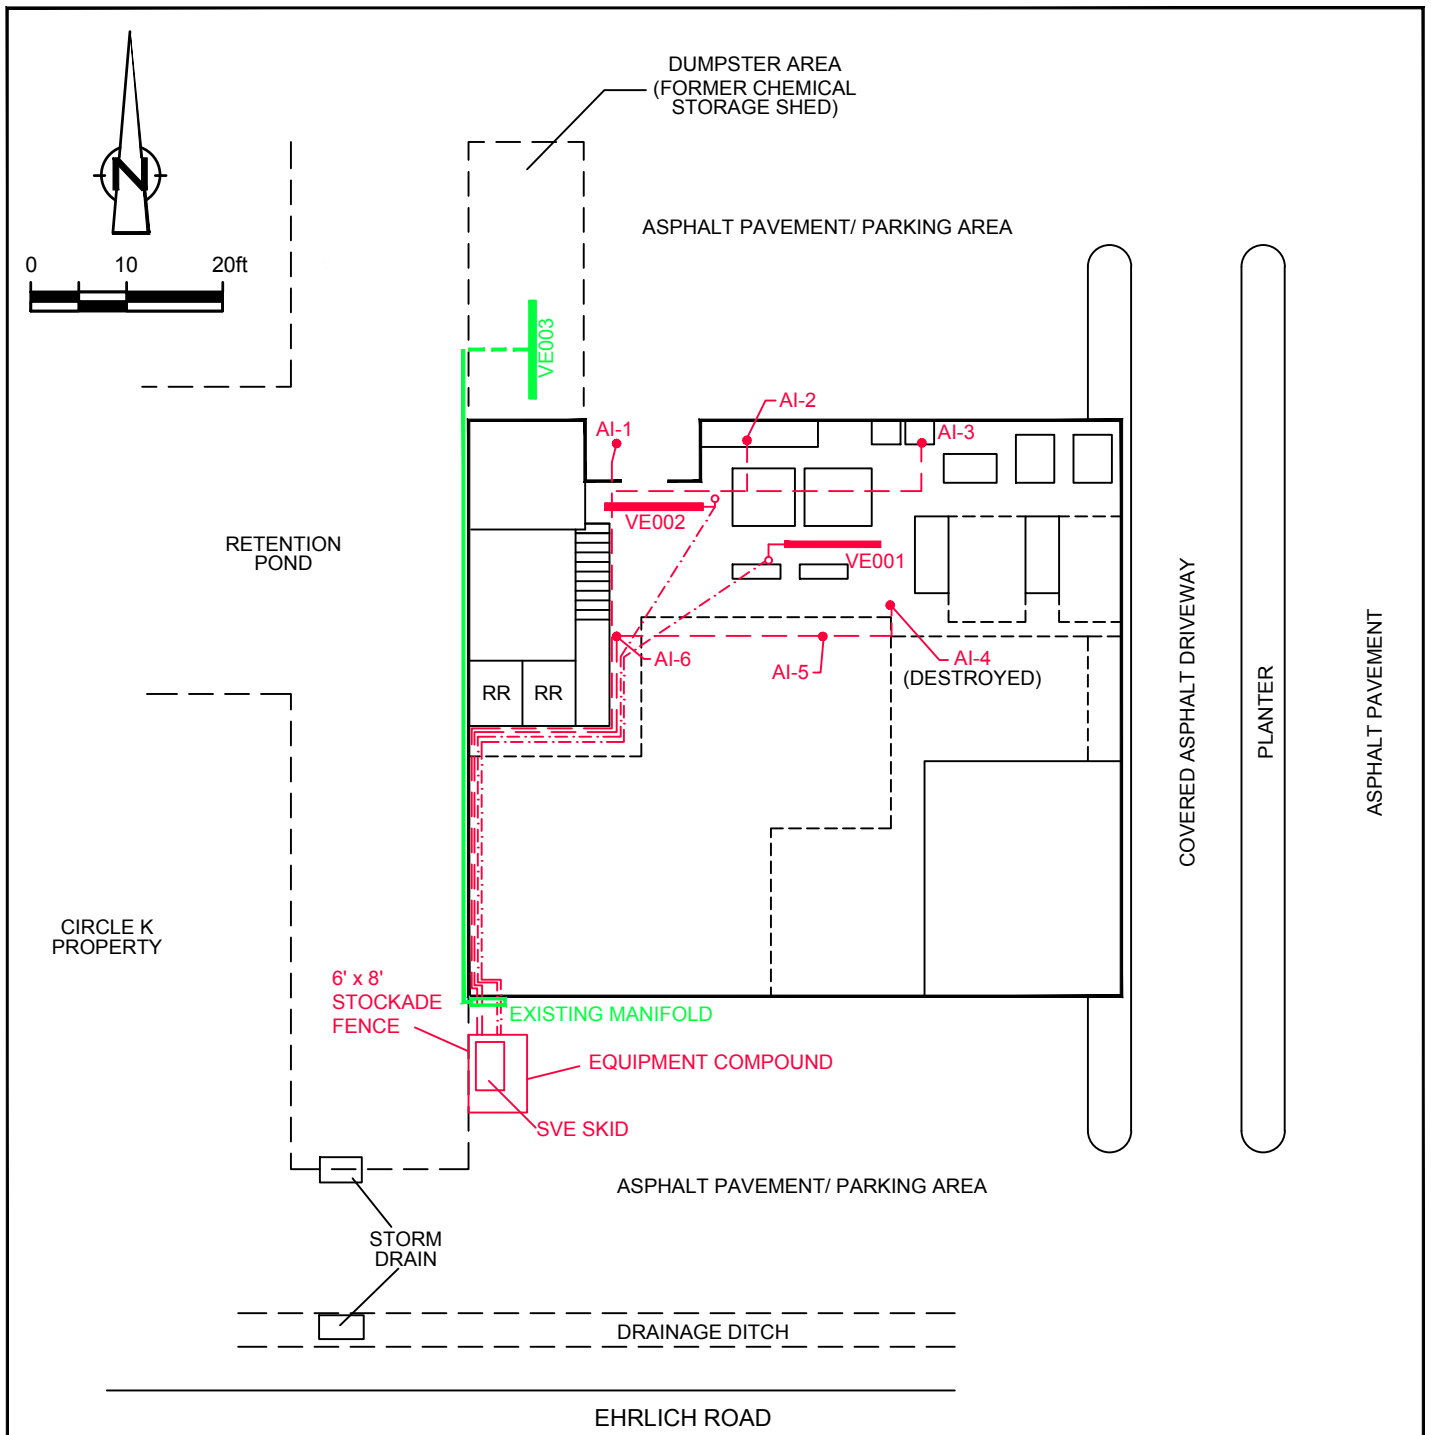 DUMPSTER AREA
(FORMER CHEMICAL
STORAGE SHED)
N
0 10 20ft
ASPHALT PAVEMENT/ PARKING AREA
VE003
AI-1
AI-2
AI-3
VE002
VE001
RETENTION
POND
AI-6
AI-5
AI-4
(DESTROYED)
RR RR
COVERED ASPHALT DRIVEWAY
PLANTER
ASPHALT PAVEMENT
CIRCLE K
PROPERTY
6' x 8'
STOCKADE
FENCE
EXISTING MANIFOLD
EQUIPMENT COMPOUND
SVE SKID
ASPHALT PAVEMENT/ PARKING AREA
STORM
DRAIN
DRAINAGE DITCH
EHRLICH ROAD